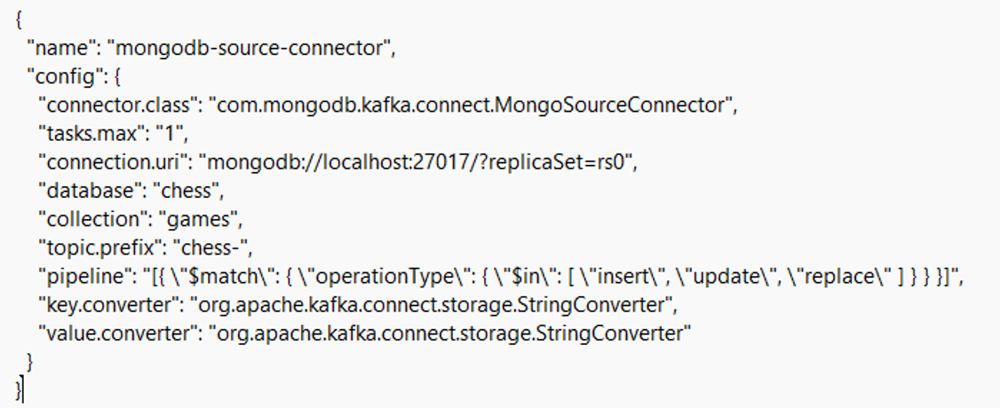 {
"name": "mongodb-source-connector",
"config": {
"connector.class": "com.mongodb.kafka.connect.MongoSourceConnector",
"tasks.max": "1",
"connection.uri": "mongodb://localhost:27017/?replicaSet=rs0",
"database": "chess",
"collection": "games",
"topic.prefix": "chess-",
"pipeline": "[{ \"$match\": { \"operationType\": { \"$in\": [ \"insert\", \"update\", \"replace\" ] } } }]",
"key.converter": "org.apache.kafka.connect.storage.StringConverter",
"value.converter": "org.apache.kafka.connect.storage.StringConverter"
}
}